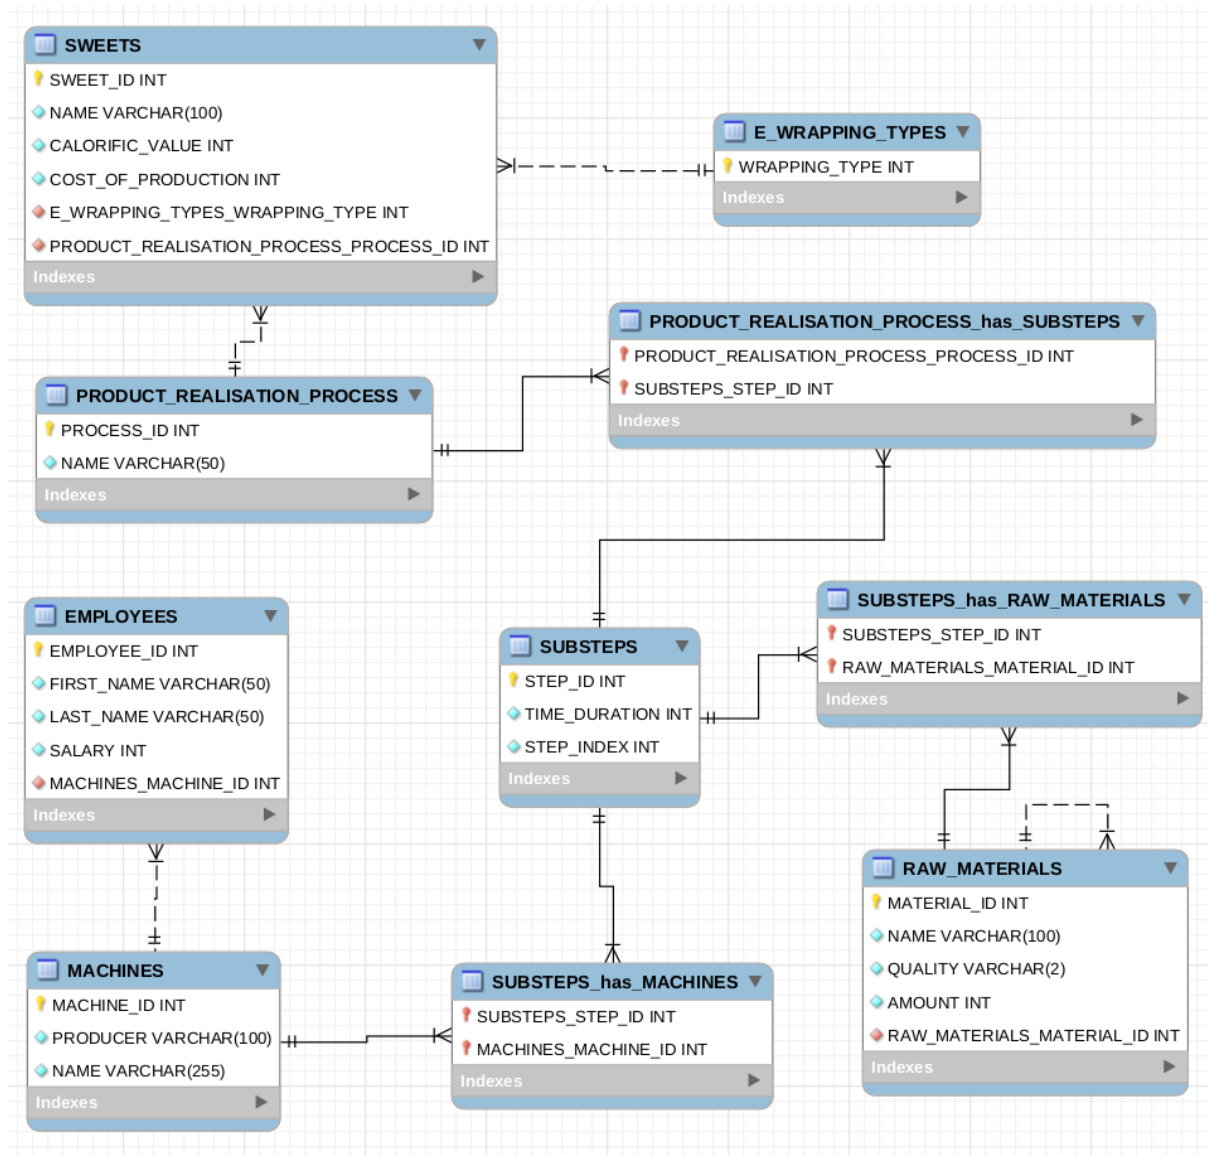 SWEETS
SWEET_ID INT
NAME VARCHAR(100)
CALORIFIC_VALUE INT
COST_OF_PRODUCTION INT
E_WRAPPING_TYPES_WRAPPING_TYPE INT
PRODUCT_REALISATION_PROCESS_PROCESS_ID INT
Indexes
E_WRAPPING_TYPES
WRAPPING_TYPE INT
Indexes
PRODUCT_REALISATION_PROCESS_has_SUBSTEPS
PRODUCT_REALISATION_PROCESS_PROCESS_ID INT
SUBSTEPS_STEP_ID INT
Indexes
PRODUCT_REALISATION_PROCESS
PROCESS_ID INT
NAME VARCHAR(50)
Indexes
EMPLOYEES
EMPLOYEE_ID INT
FIRST_NAME VARCHAR(50)
LAST_NAME VARCHAR(50)
SALARY INT
MACHINES_MACHINE_ID INT
Indexes
SUBSTEPS
STEP_ID INT
TIME_DURATION INT
STEP_INDEX INT
Indexes
SUBSTEPS_has_RAW_MATERIALS
SUBSTEPS_STEP_ID INT
RAW_MATERIALS_MATERIAL_ID INT
Indexes
RAW_MATERIALS
MATERIAL_ID INT
NAME VARCHAR(100)
QUALITY VARCHAR(2)
AMOUNT INT
RAW_MATERIALS_MATERIAL_ID INT
Indexes
MACHINES
MACHINE_ID INT
PRODUCER VARCHAR(100)
NAME VARCHAR(255)
Indexes
SUBSTEPS_has_MACHINES
SUBSTEPS_STEP_ID INT
MACHINES_MACHINE_ID INT
Indexes